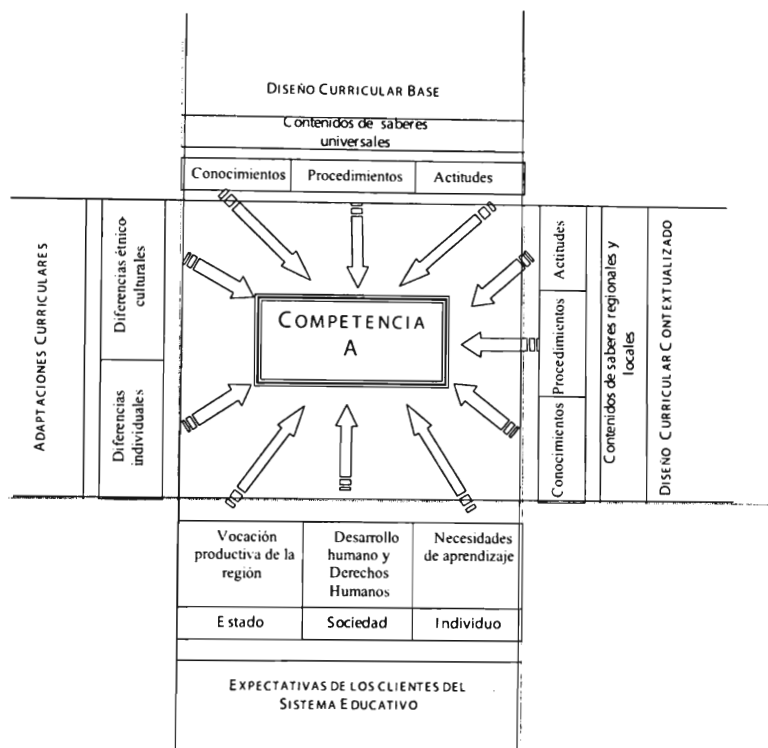 DISEÑO CURRICULAR BASE
Contenidos de saberes
universales
Conocimientos Procedimientos Actitudes
ADAPTACIONES CURRICULARES
Diferencias étnico-
culturales
Diferencias
individuales
COMPETENCIA
A
Actitudes
Procedimientos
Conocimientos
Contenidos de saberes regionales y
locales
DISEÑO CURRICULAR CONTEXTUALIZADO
Vocación
productiva de la
región
Desarrollo
humano y
Derechos
Humanos
Necesidades
de aprendizaje
Estado Sociedad Individuo
EXPECTATIVAS DE LOS CLIENTES DEL
SISTEMA EDUCATIVO